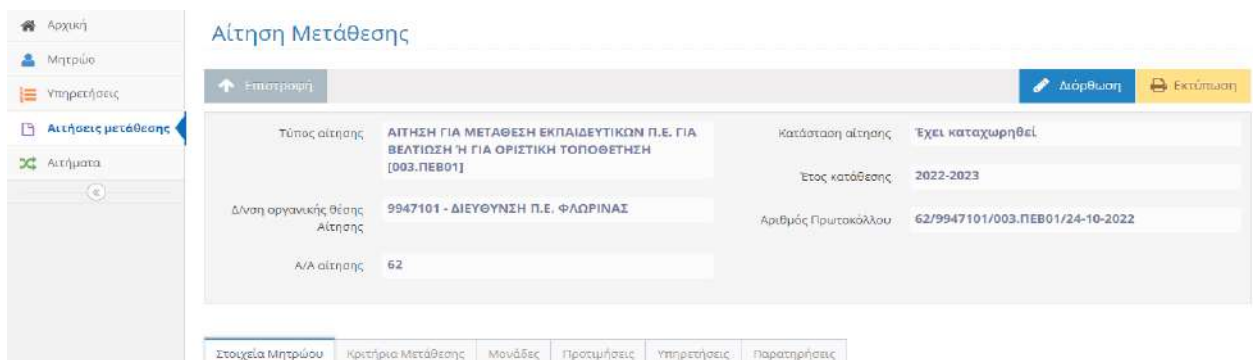 Αρχική
Μητρώο
Υπηρετήσεις
Αιτήσεις μετάθεσης
Αιτήματα
Αίτηση Μετάθεσης
Επιστροφή
Διόρθωση
Εκτύπωση
Τύπος αίτησης
ΑΙΤΗΣΗ ΓΙΑ ΜΕΤΑΘΕΣΗ ΕΚΠΑΙΔΕΥΤΙΚΩΝ Π.Ε. ΓΙΑ
ΒΕΛΤΙΩΣΗ Ή ΓΙΑ ΟΡΙΣΤΙΚΗ ΤΟΠΟΘΕΤΗΣΗ
[003.ΠΕΒ01]
Δ/νση οργανικής θέσης
Αίτησης
9947101 - ΔΙΕΥΘΥΝΣΗ Π.Ε. ΦΛΩΡΙΝΑΣ
Α/Α αίτησης
62
Κατάσταση αίτησης
Έχει καταχωρηθεί
Έτος κατάθεσης
2022-2023
Αριθμός Πρωτοκόλλου
62/9947101/003.ΠΕΒ01/24-10-2022
Στοιχεία Μητρώου
Κριτήρια Μετάθεσης
Μονάδες
Προτιμήσεις
Υπηρετήσεις
Παρατηρήσεις